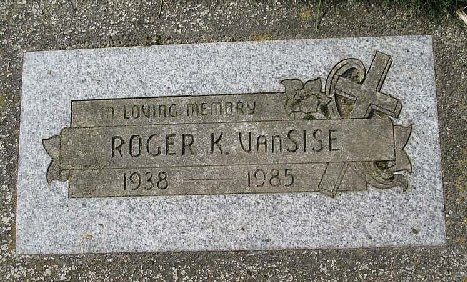 IN LOVING MEMORY
ROGER K. VANSISE
1938 — 1985